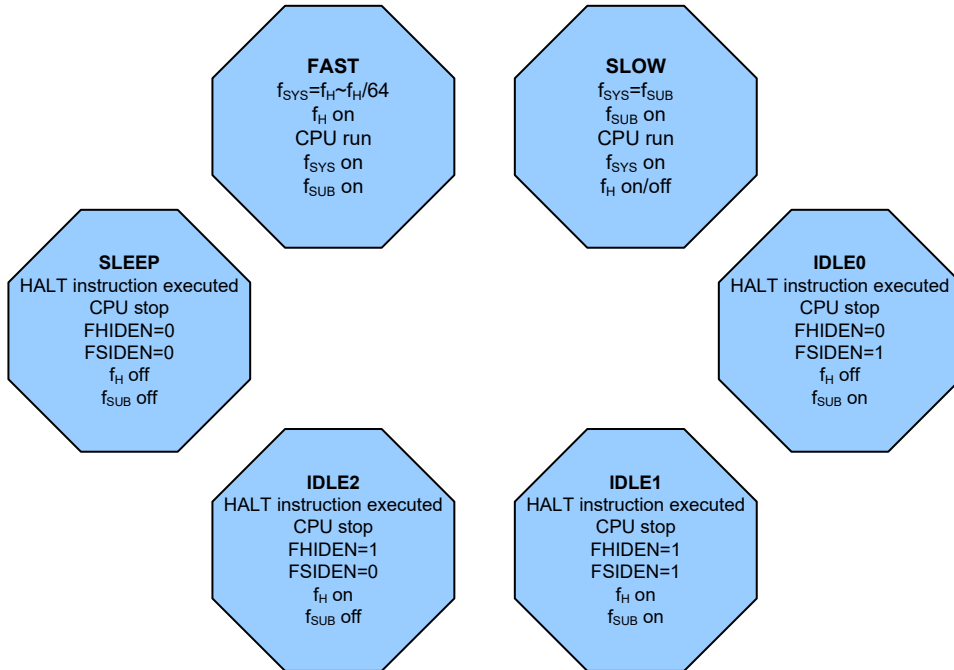 FAST
fSYS=fH~fH/64
fH on
CPU run
fSYS on
fSUB on
SLOW
fSYS=fSUB
fSUB on
CPU run
fSYS on
fH on/off
SLEEP
HALT instruction executed
CPU stop
FHIDEN=0
FSIDEN=0
fH off
fSUB off
IDLE0
HALT instruction executed
CPU stop
FHIDEN=0
FSIDEN=1
fH off
fSUB on
IDLE2
HALT instruction executed
CPU stop
FHIDEN=1
FSIDEN=0
fH on
fSUB off
IDLE1
HALT instruction executed
CPU stop
FHIDEN=1
FSIDEN=1
fH on
fSUB on